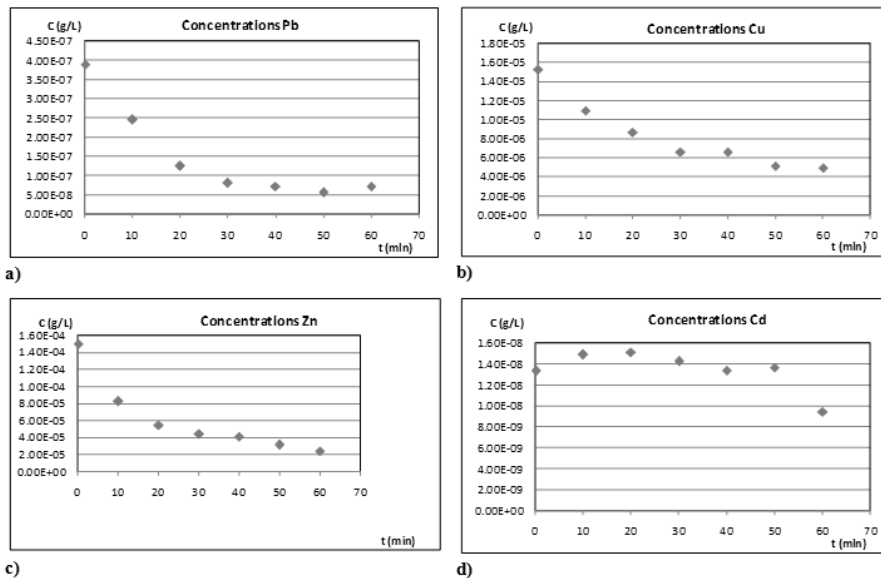 C (g/L) Concentrations Pb
4.50E-07
4.00E-07
3.50E-07
3.00E-07
2.50E-07
1.50E-07
1.00E-07
5.00E-08
0.00E+00
0 10 20 30 40 50 60 70
t (mln)
a)
C (g/L) Concentrations Cu
1.80E-05
1.60E-05
1.40E-05
1.20E-05
1.00E-05
8.00E-06
6.00E-06
4.00E-06
2.00E-06
0.00E+00
0 10 20 30 40 50 60 70
t (mln)
b)
C (g/L) Concentrations Zn
1.60E-04
1.40E-04
1.20E-04
1.00E-04
8.00E-05
6.00E-05
4.00E-05
2.00E-05
0.00E+00
0 10 20 30 40 50 60 70
t (min)
c)
C (g/L) Concentrations Cd
1.60E-08
1.40E-08
1.20E-08
1.00E-08
8.00E-09
6.00E-09
4.00E-09
2.00E-09
0.00E+00
0 10 20 30 40 50 60 70
t (mln)
d)